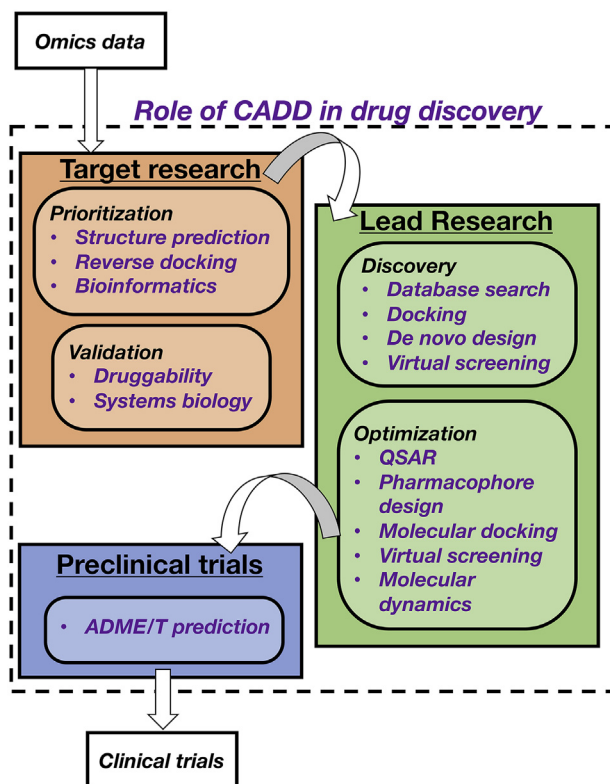 Omics data
Role of CADD in drug discovery
Target research
Prioritization
• Structure prediction
• Reverse docking
• Bioinformatics
Validation
• Druggability
• Systems biology
Lead Research
Discovery
• Database search
• Docking
• De novo design
• Virtual screening
Optimization
• QSAR
• Pharmacophore
design
• Molecular docking
• Virtual screening
• Molecular
dynamics
Preclinical trials
• ADME/T prediction
Clinical trials